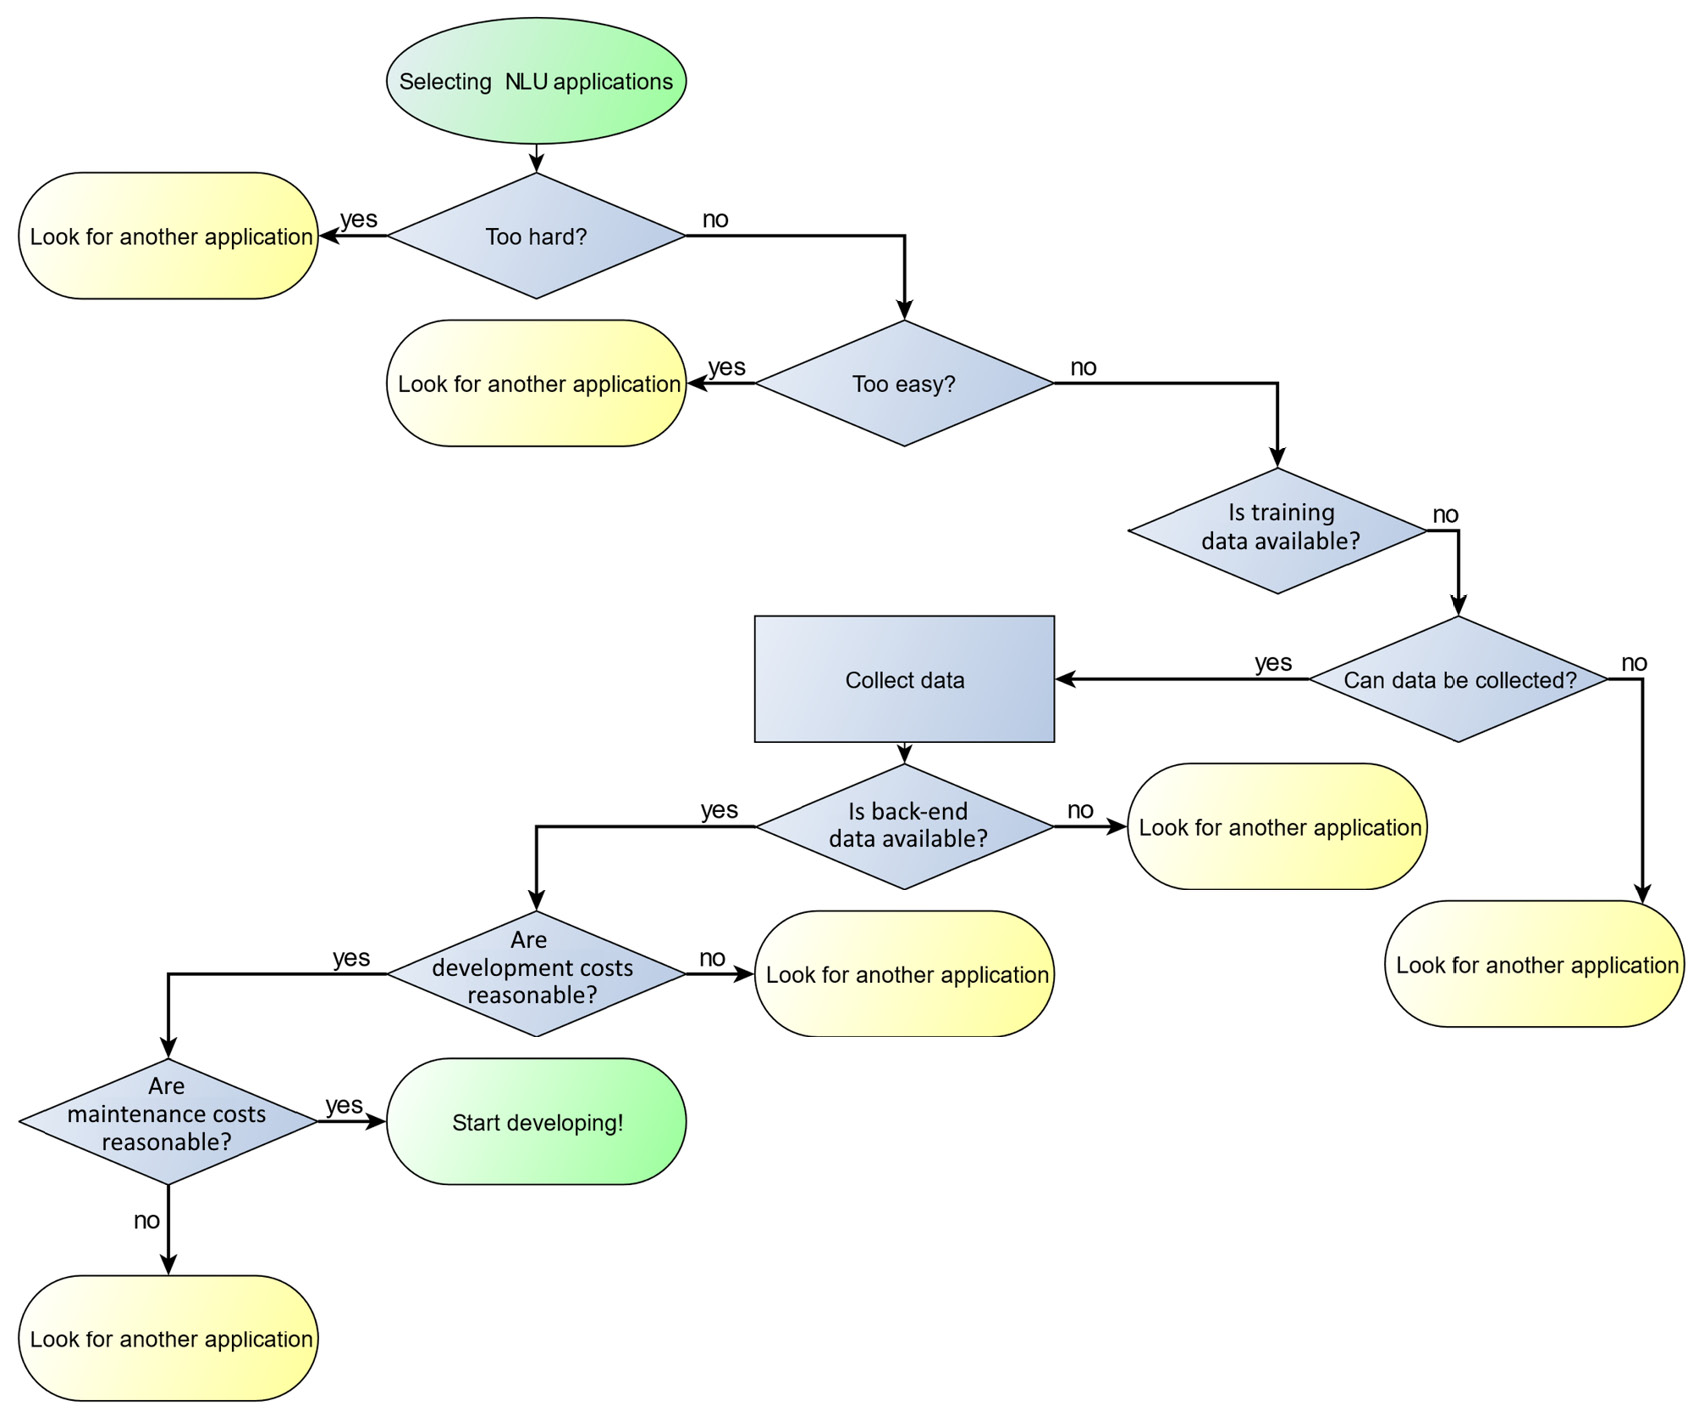 Selecting  NLU applications
yes
no
Look for another application
Too hard?
yes
no
Look for another application
Too easy?
no
Is training
data available?
yes
no
Collect data
Can data be collected?
yes
no
Is back-end
data available?
Look for another application
yes
no
Are
development costs
reasonable?
Look for another application
Look for another application
Are
maintenance costs
reasonable?
yes
Start developing!
no
Look for another application